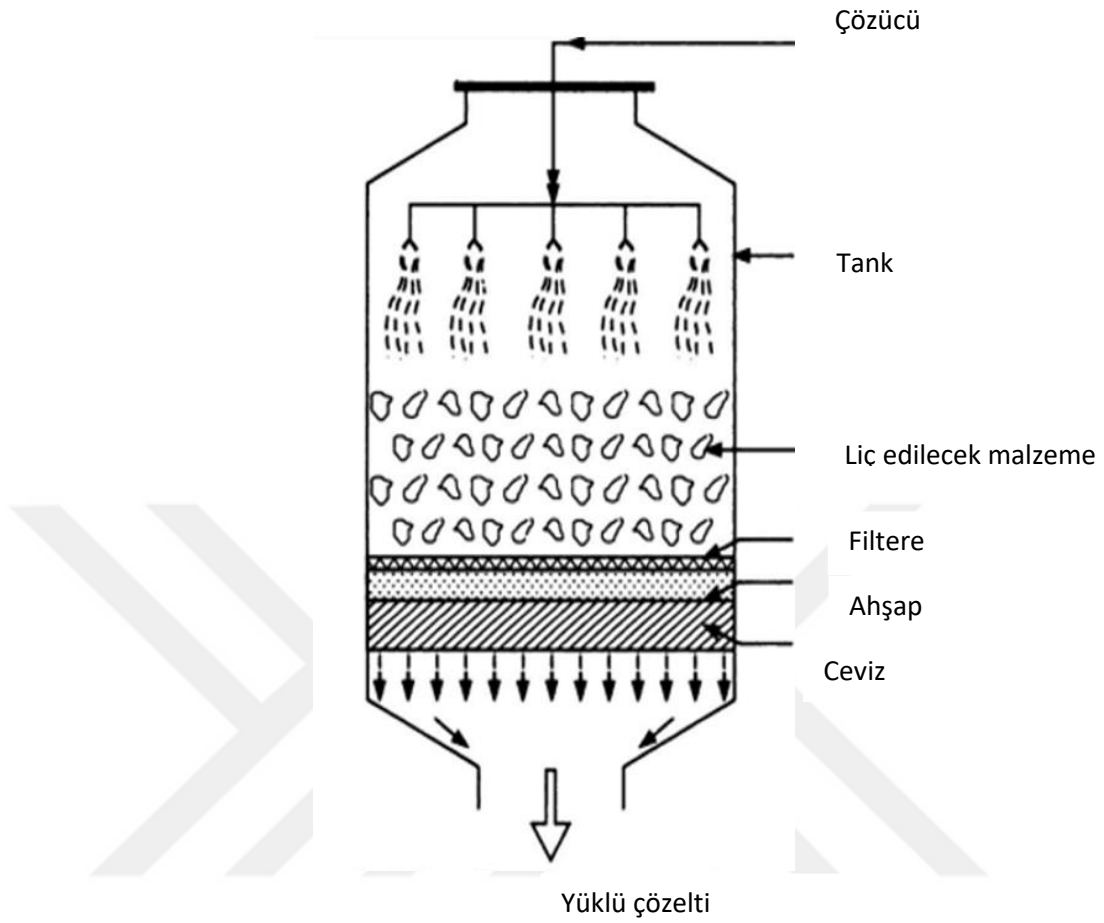 Çözücü
Tank
Liç edilecek malzeme
Filtere
Ahşap
Ceviz
Yüklü çözelti